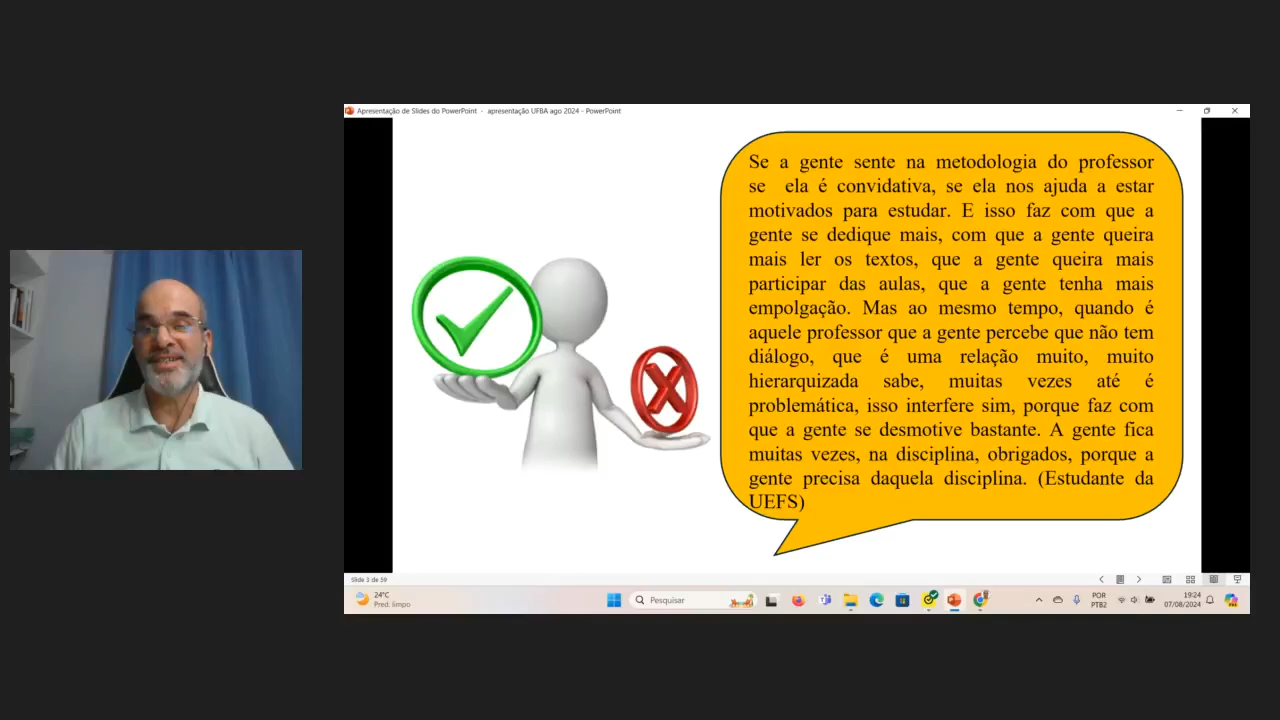 Apresentação de Slides do PowerPoint - apresentação UFBA ago 2024 - PowerPoint
Se a gente sente na metodologia do professor
se ela é convidativa, se ela nos ajuda a estar
motivados para estudar. E isso faz com que a
gente se dedique mais, com que a gente queira
mais ler os textos, que a gente queira mais
participar das aulas, que a gente tenha mais
empolgação. Mas ao mesmo tempo, quando é
aquele professor que a gente percebe que não tem
diálogo, que é uma relação muito, muito
hierarquizada sabe, muitas vezes até é
problemática, isso interfere sim, porque faz com
que a gente se desmotive bastante. A gente fica
muitas vezes, na disciplina, obrigados, porque a
gente precisa daquela disciplina. (Estudante da
UEFS)
Slide 3 de 59
24°C
Pred. limpo
Pesquisar
POR
PTB2
19:24
07/08/2024